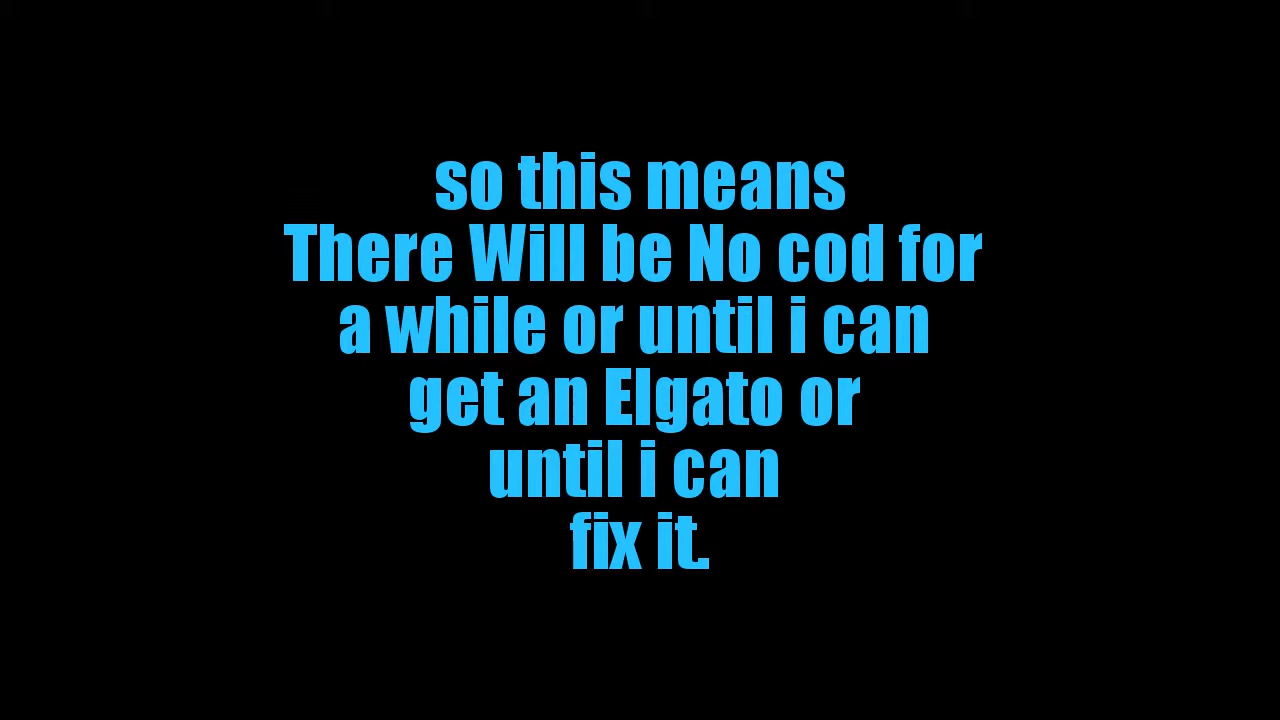 so this means
There Will be No cod for
a while or until i can
get an Elgato or
until i can
fix it.